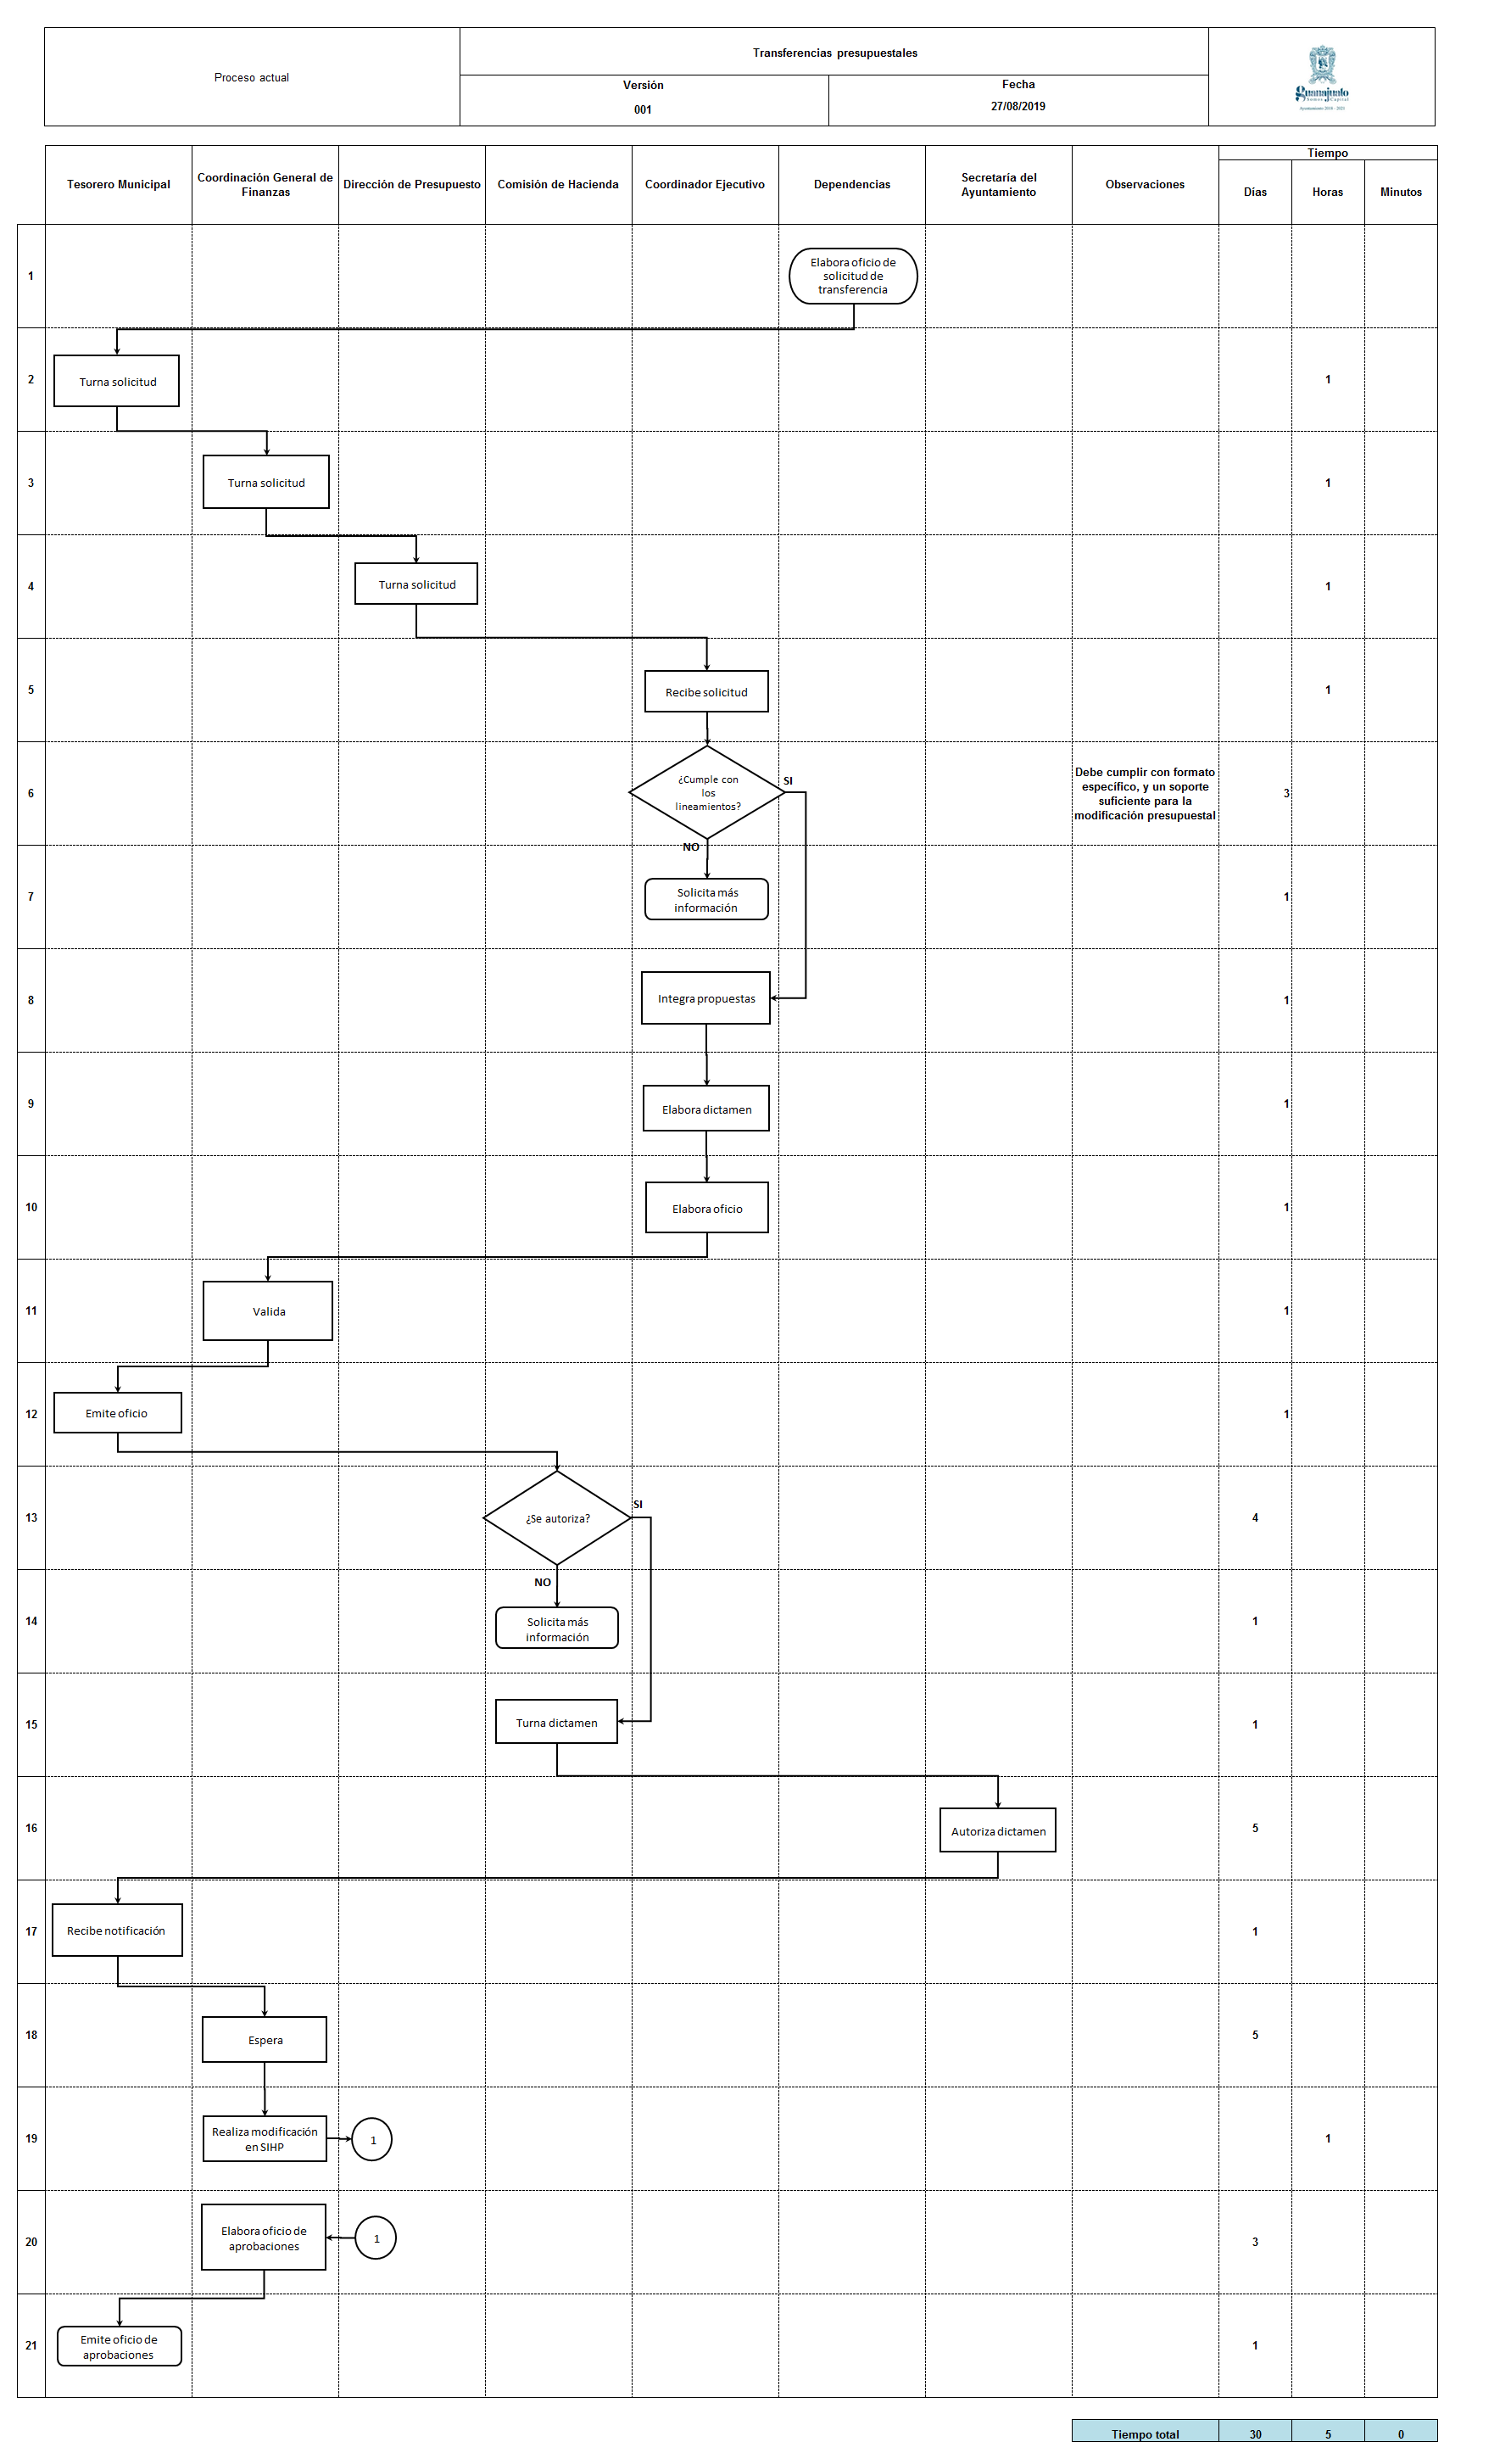 Proceso actual
Transferencias presupuestales
Versión
001
Fecha
27/08/2019
guanajuato
Somos Capital
Tesorero Municipal
Coordinación General de
Finanzas
Dirección de Presupuesto
Comisión de Hacienda
Coordinador Ejecutivo
Dependencias
Secretaría del
Ayuntamiento
Observaciones
Tiempo
Días
Horas
Minutos
1
Elabora oficio de
solicitud de
transferencia
2
Turna solicitud
1
3
Turna solicitud
1
4
Turna solicitud
1
5
Recibe solicitud
1
6
¿Cumple con
los
lineamientos?
SI
NO
Debe cumplir con formato
específico, y un soporte
suficiente para la
modificación presupuestal
3
7
Solicita más
información
1
8
Integra propuestas
1
9
Elabora dictamen
1
10
Elabora oficio
1
11
Valida
1
12
Emite oficio
1
13
¿Se autoriza?
SI
NO
4
14
Solicita más
información
1
15
Turna dictamen
1
16
Autoriza dictamen
5
17
Recibe notificación
1
18
Espera
5
19
Realiza modificación
en SIHP
1
1
20
Elabora oficio de
aprobaciones
1
3
21
Emite oficio de
aprobaciones
1
Tiempo total
30
5
0